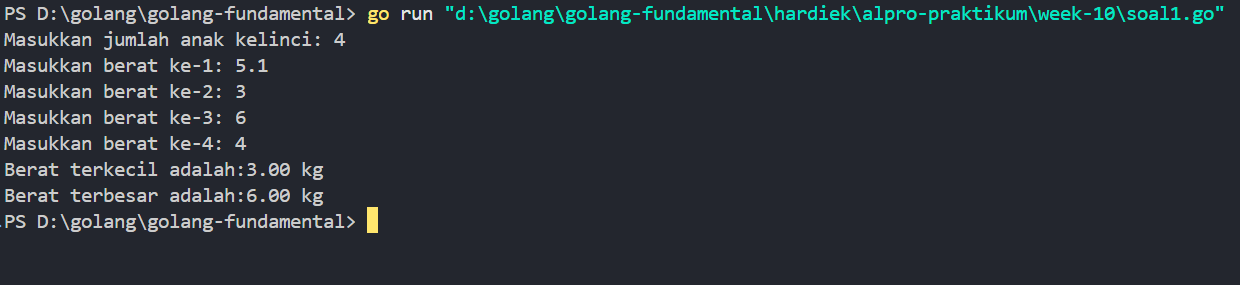 PS D:\golang\golang-fundamental> go run "d:\golang\golang-fundamental\hardiek\alpro-praktikum\week-10\soal1.go"
Masukkan jumlah anak kelinci: 4
Masukkan berat ke-1: 5.1
Masukkan berat ke-2: 3
Masukkan berat ke-3: 6
Masukkan berat ke-4: 4
Berat terkecil adalah:3.00 kg
Berat terbesar adalah:6.00 kg
PS D:\golang\golang-fundamental>